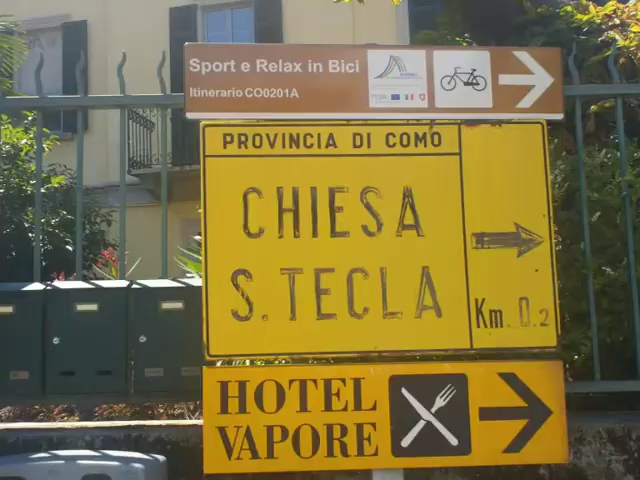 Sport e Relax in Bici
Itinerario CO0201A
PROVINCIA DI COMO
CHIESA
S. TECLA
Km. 0.2
HOTEL
VAPORE